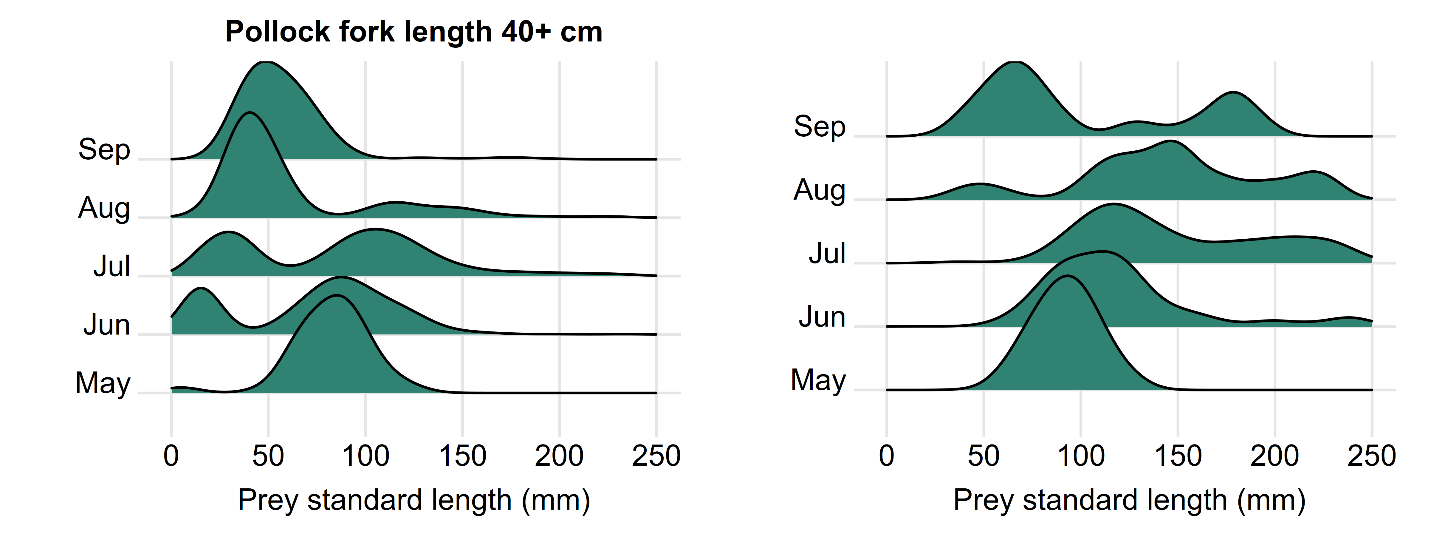 Pollock fork length 40+ cm
Sep
Aug
Jul
Jun
May
0 50 100 150 200 250
Prey standard length (mm)
Sep
Aug
Jul
Jun
May
0 50 100 150 200 250
Prey standard length (mm)